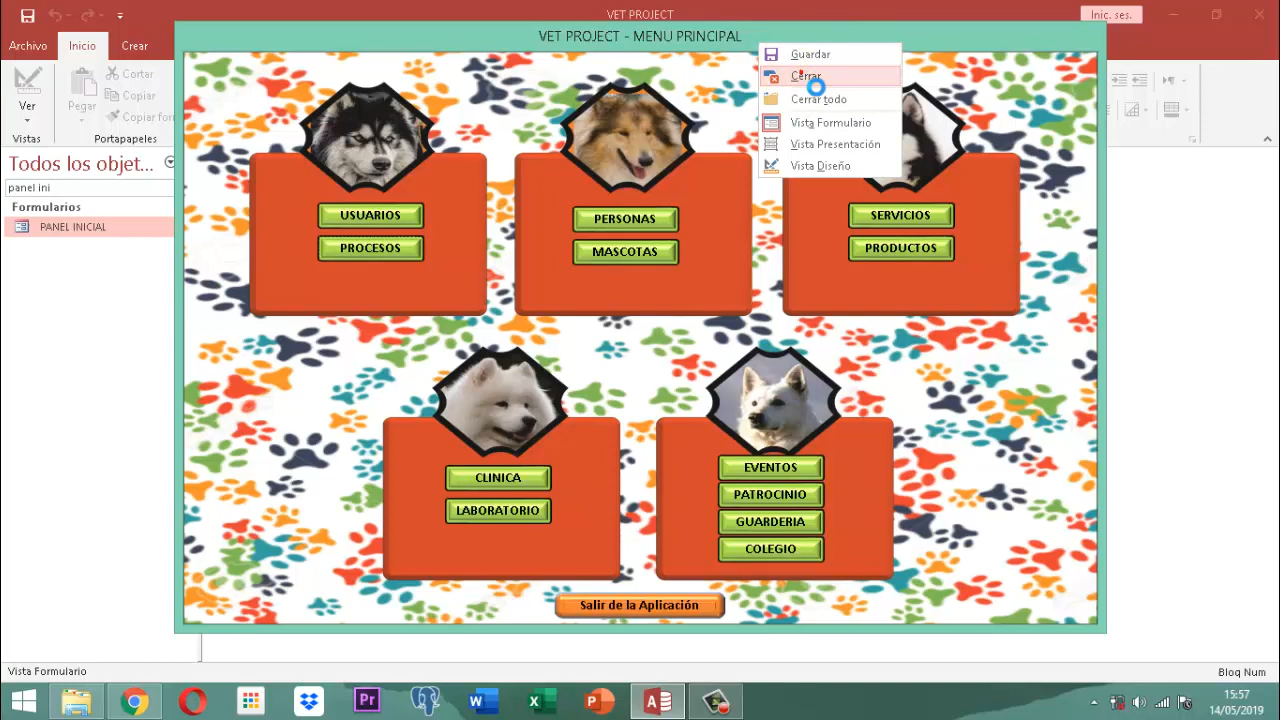 VET PROJECT
Inic. ses.
Archivo
Inicio
Crear
Ver
Vistas
Pegar
Cortar
Copiar
Copiar form
Portapapeles
Todos los objet...
panel ini
Formularios
PANEL INICIAL
VET PROJECT - MENU PRINCIPAL
Guardar
Cerrar
Cerrar todo
Vista Formulario
Vista Presentación
Vista Diseño
USUARIOS
PROCESOS
PERSONAS
MASCOTAS
SERVICIOS
PRODUCTOS
CLINICA
LABORATORIO
EVENTOS
PATROCINIO
GUARDERIA
COLEGIO
Salir de la Aplicación
Vista Formulario
Bloq Num
Pr
15:57
14/05/2019